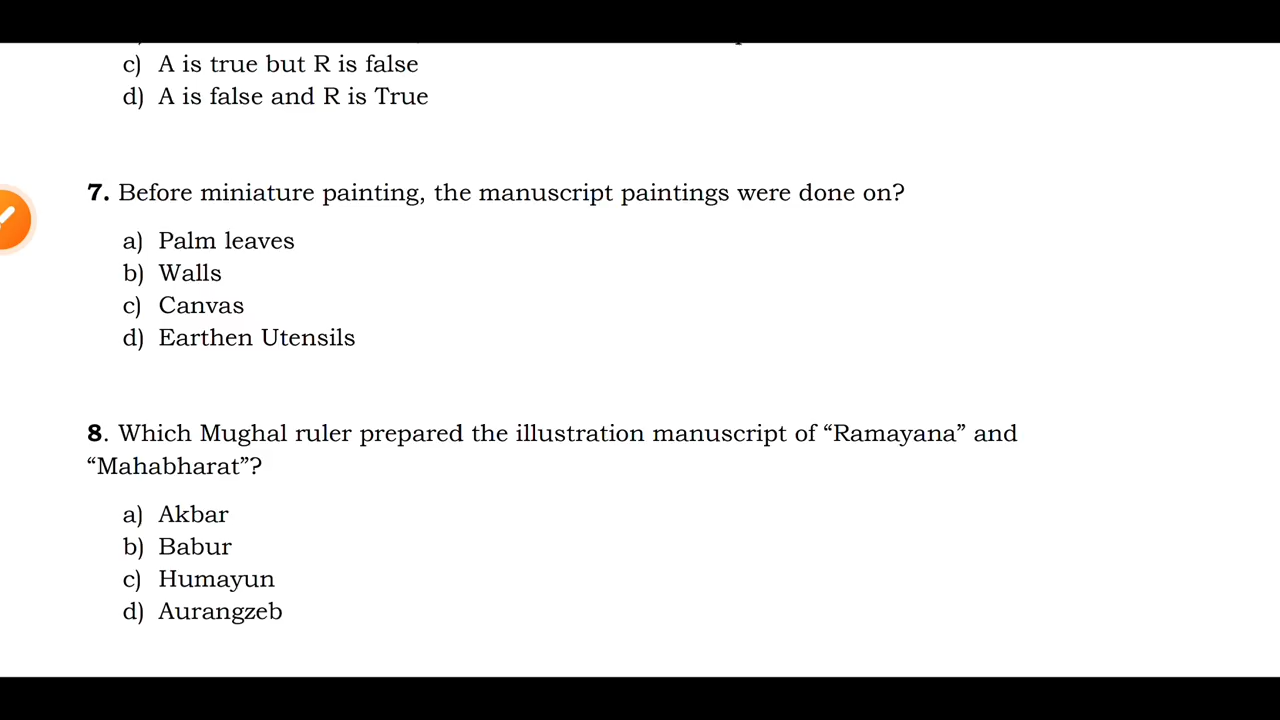 c) A is true but R is false
d) A is false and R is True
7. Before miniature painting, the manuscript paintings were done on?
a) Palm leaves
b) Walls
c) Canvas
d) Earthen Utensils
8. Which Mughal ruler prepared the illustration manuscript of “Ramayana” and
“Mahabharat”?
a) Akbar
b) Babur
c) Humayun
d) Aurangzeb